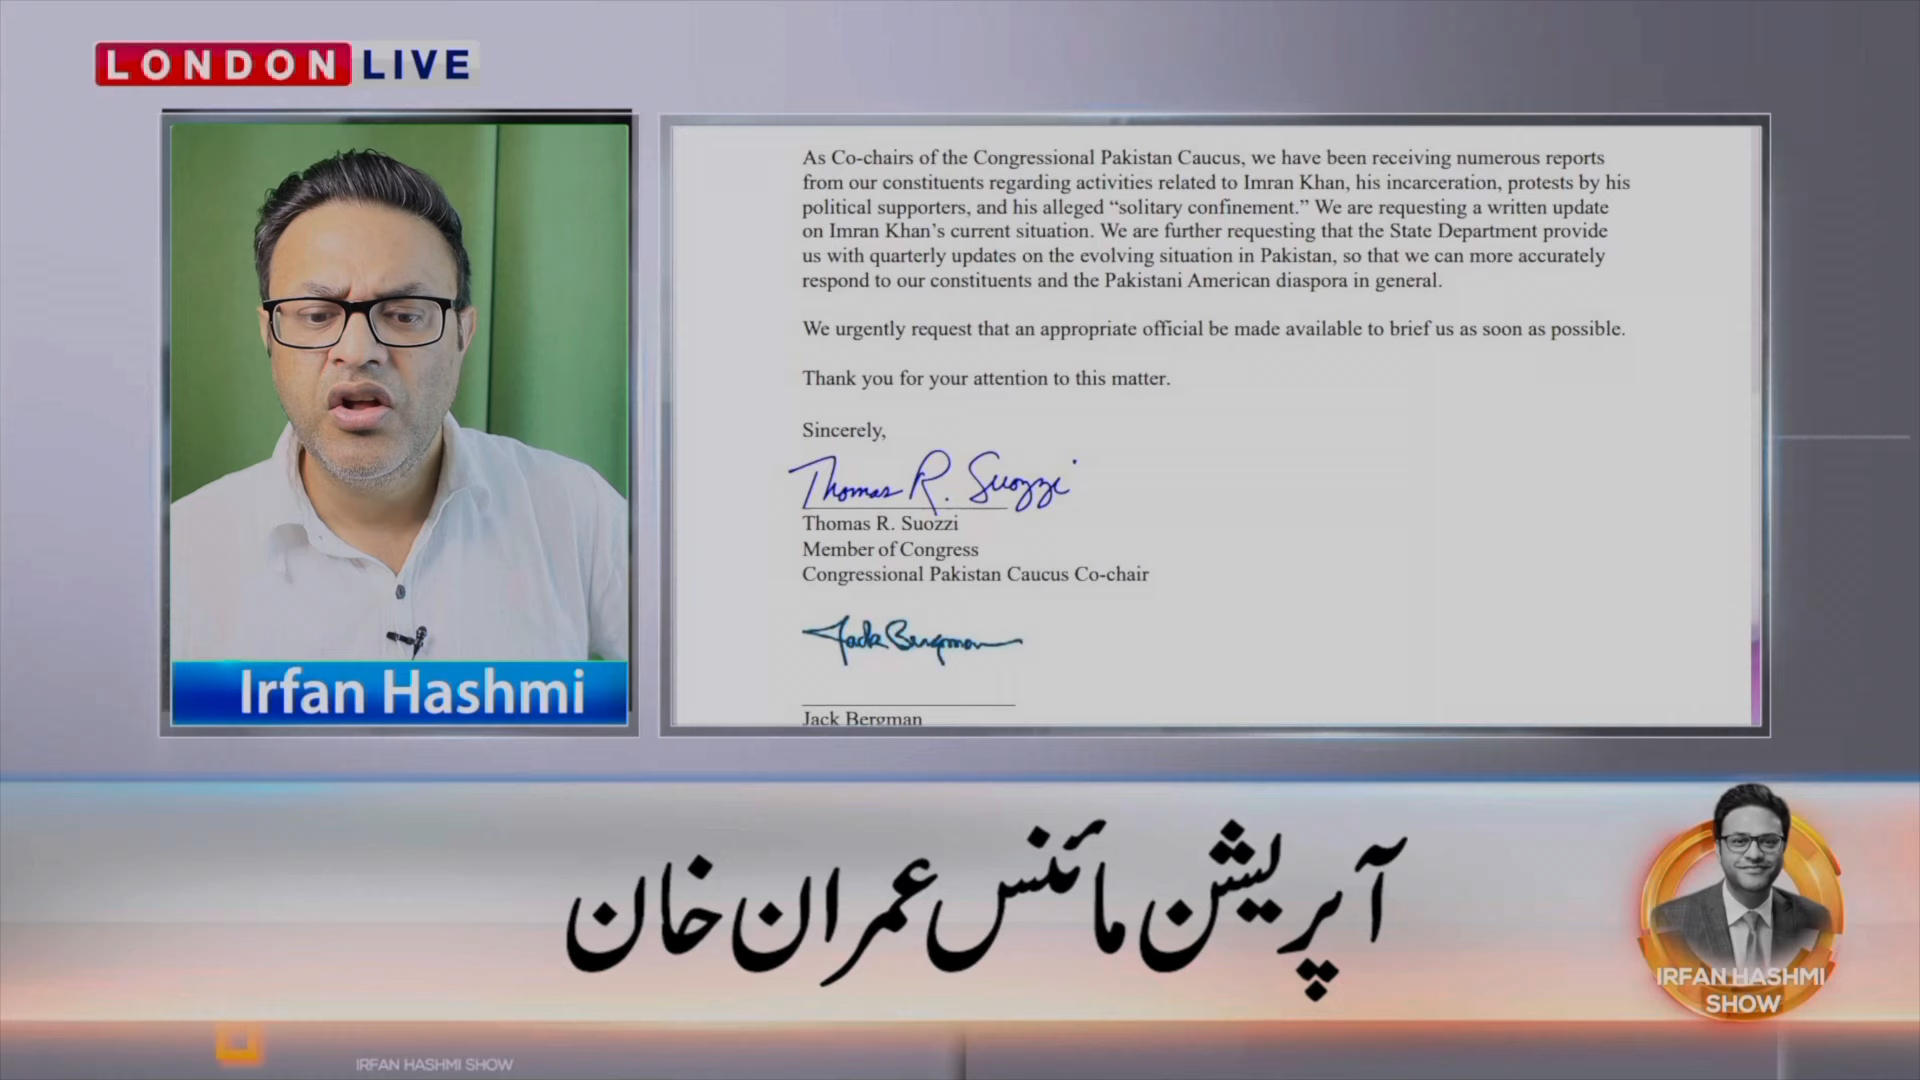 LONDON LIVE
As Co-chairs of the Congressional Pakistan Caucus, we have been receiving numerous reports
from our constituents regarding activities related to Imran Khan, his incarceration, protests by his
political supporters, and his alleged “solitary confinement.” We are requesting a written update
on Imran Khan’s current situation. We are further requesting that the State Department provide
us with quarterly updates on the evolving situation in Pakistan, so that we can more accurately
respond to our constituents and the Pakistani American diaspora in general.
We urgently request that an appropriate official be made available to brief us as soon as possible.
Thank you for your attention to this matter.
Sincerely,
Thomas R. Suozzi
Thomas R. Suozzi
Member of Congress
Congressional Pakistan Caucus Co-chair
Jack Bergman
Jack Bergman
Irfan Hashmi
آپریشن مائنس عمران خان
IRFAN HASHMI
SHOW
IRFAN HASHMI SHOW